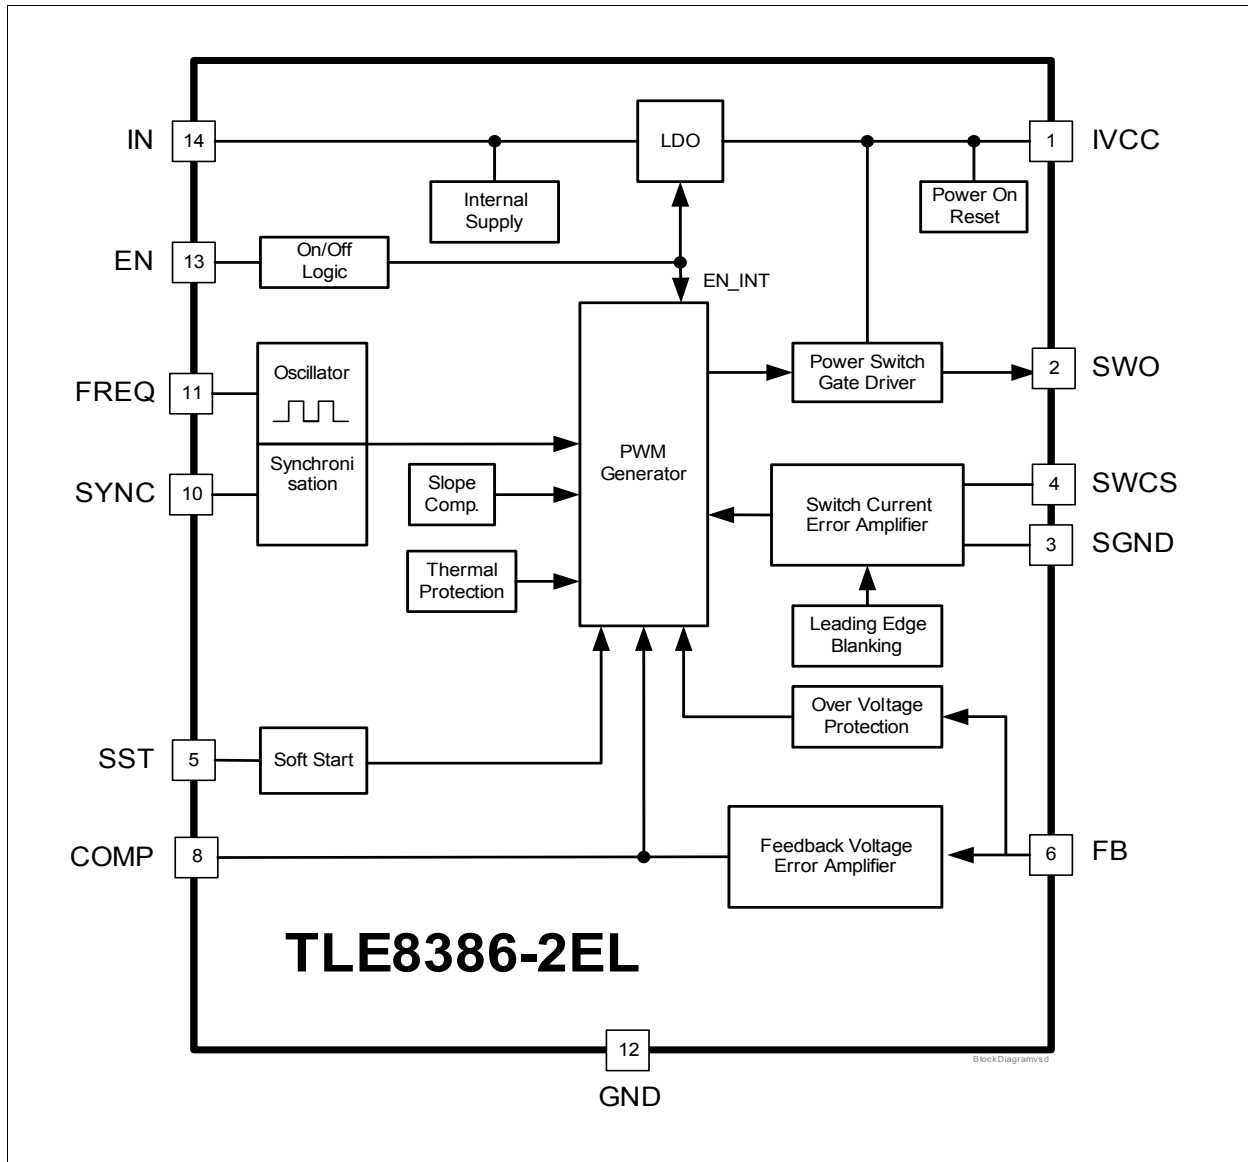 IN
14
LDO
1
IVCC
Internal
Supply
Power On
Reset
EN
13
On/Off
Logic
EN_INT
FREQ
11
Oscillator
Power Switch
Gate Driver
2
SWO
PWM
Generator
SYNC
10
Synchroni
sation
Slope
Comp.
Switch Current
Error Amplifier
4
SWCS
3
SGND
Thermal
Protection
Leading Edge
Blanking
Over Voltage
Protection
SST
5
Soft Start
COMP
8
Feedback Voltage
Error Amplifier
6
FB
TLE8386-2EL
12
GND
BlockDiagramvsd